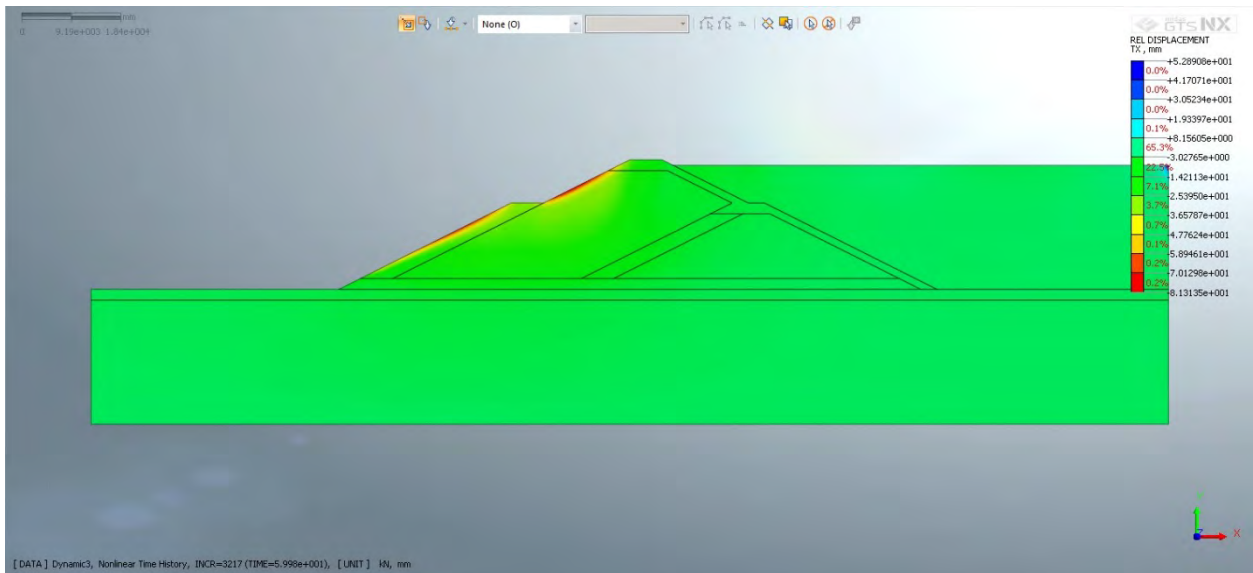 mm
0 9.19e+003 1.84e+004
None (O)
GTS NX
REL DISPLACEMENT
TX , mm
+5.28908e+001
0.0%
+4.17071e+001
0.0%
+3.05234e+001
0.0%
+1.93397e+001
0.1%
+8.15605e+000
65.3%
-3.02765e+000
22.5%
-1.42113e+001
7.1%
-2.53950e+001
3.7%
-3.65787e+001
0.7%
-4.77624e+001
0.1%
-5.89461e+001
0.2%
-7.01298e+001
0.2%
-8.13135e+001
X
[ DATA ] Dynamic3, Nonlinear Time History, INCR=3217 (TIME=5.998e+001), [ UNIT ] kN, mm